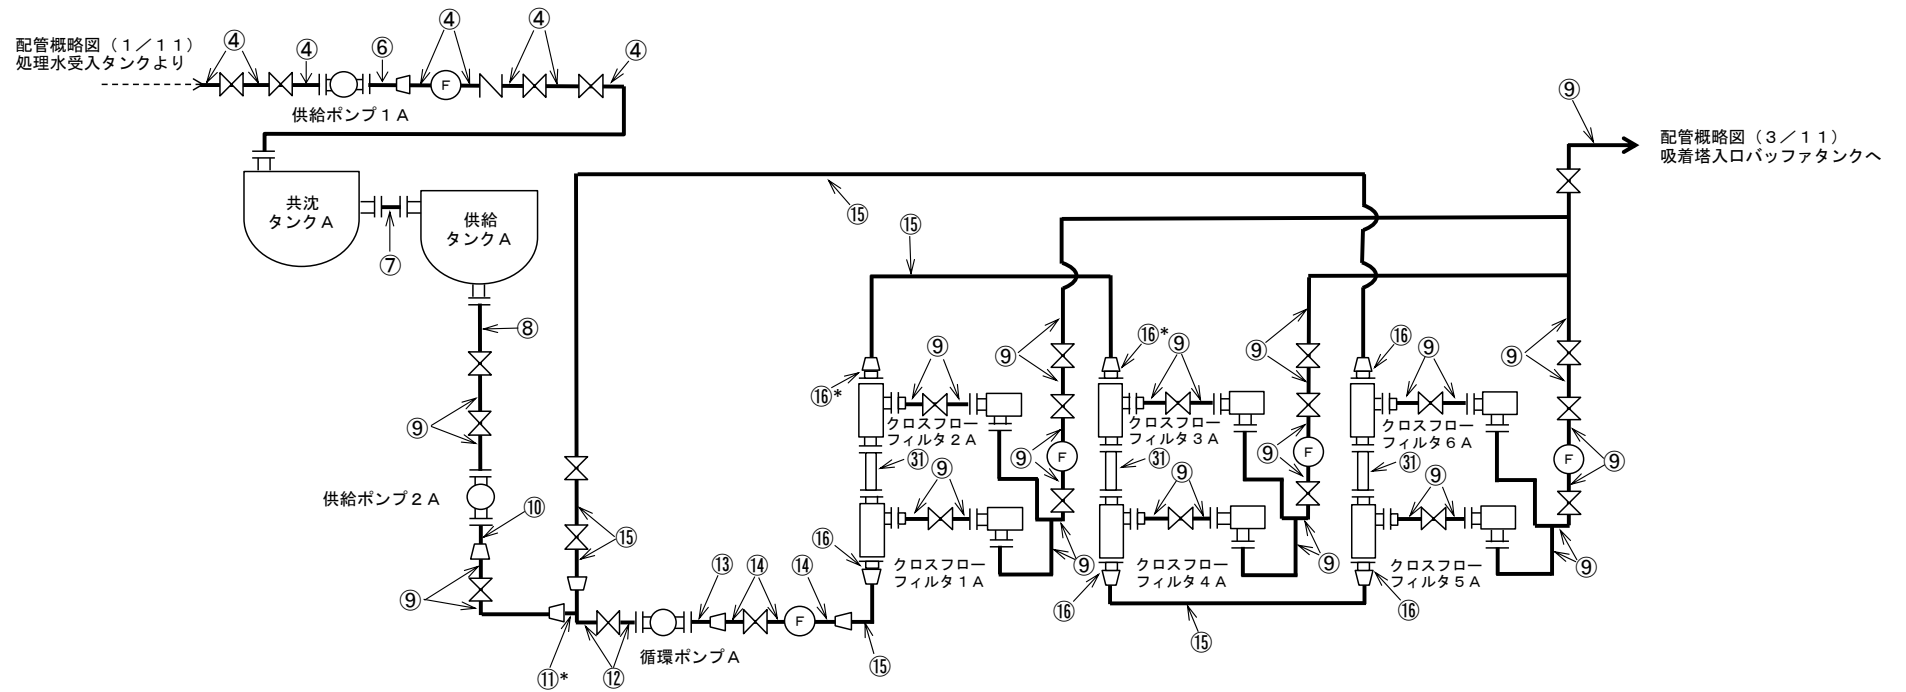 ④ ④ ⑥ ④ ④ ④
配管概略図（１／１１）
処理水受入タンクより
F
供給ポンプ１Ａ
⑨
配管概略図（３／１１）
吸着塔入口バッファタンクへ
共沈
タンクＡ
供給
タンクＡ
⑦
⑮
⑮
⑧
⑨ ⑯* ⑨ ⑨ ⑯ ⑨ ⑨
⑨
⑯*
クロスフロー
フィルタ２Ａ
クロスフロー
フィルタ３Ａ
クロスフロー
フィルタ６Ａ
⑨
㉛ ⑨ F ㉛ ⑨ F ㉛ ⑨ F
⑨ ⑨ ⑨
供給ポンプ２Ａ
⑩
⑮
⑯
クロスフロー
フィルタ１Ａ
⑨
クロスフロー
フィルタ４Ａ
⑨
クロスフロー
フィルタ５Ａ
⑨
⑨
⑬ ⑭ ⑭
F
⑯ ⑯
⑮
⑮
循環ポンプＡ
⑪* ⑫